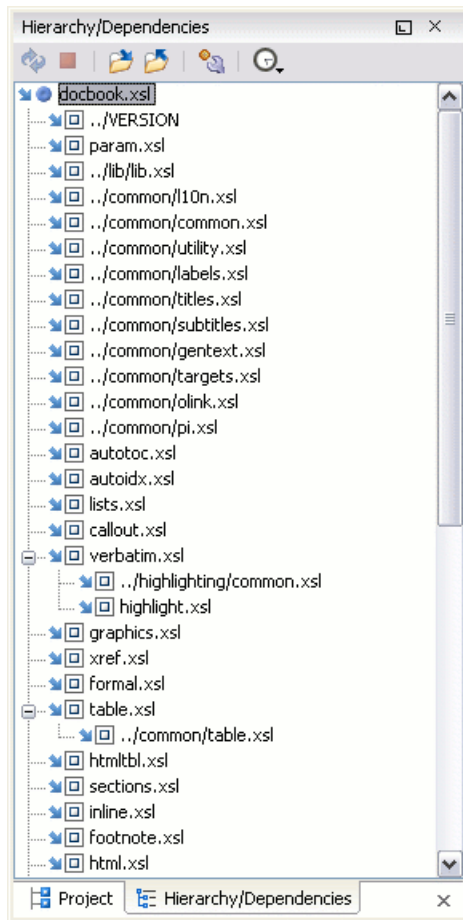 Hierarchy/Dependencies
docbook.xsl
../VERSION
param.xsl
../lib/lib.xsl
../common/l10n.xsl
../common/common.xsl
../common/utility.xsl
../common/labels.xsl
../common/titles.xsl
../common/subtitles.xsl
../common/gentext.xsl
../common/targets.xsl
../common/olink.xsl
../common/pi.xsl
autotoc.xsl
autoidx.xsl
lists.xsl
callout.xsl
verbatim.xsl
../highlighting/common.xsl
highlight.xsl
graphics.xsl
xref.xsl
formal.xsl
table.xsl
../common/table.xsl
htmltbl.xsl
sections.xsl
inline.xsl
footnote.xsl
html.xsl
Project Hierarchy/Dependencies